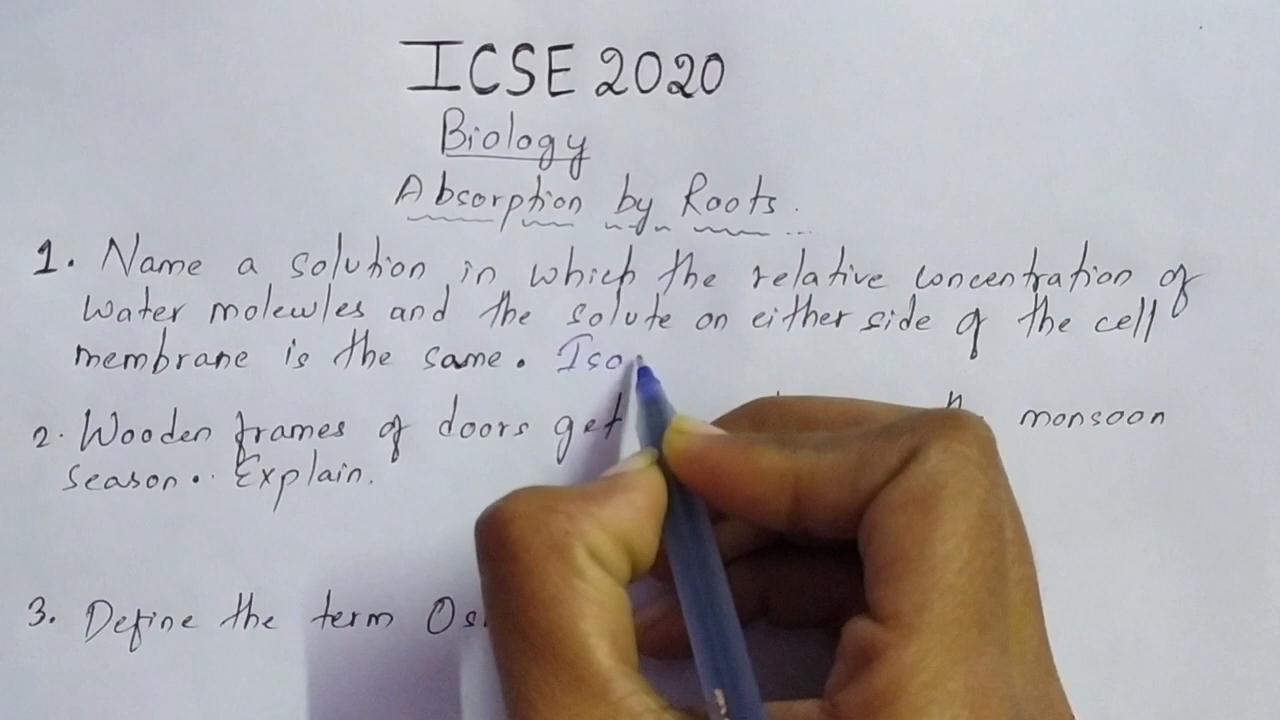 ICSE 2020
Biology
Absorption by Roots.
1. Name a solution in which the relative concentration of
water molecules and the solute on either side of the cell
membrane is the same. Iso
2. Wooden frames of doors get monsoon
season. Explain.
3. Define the term